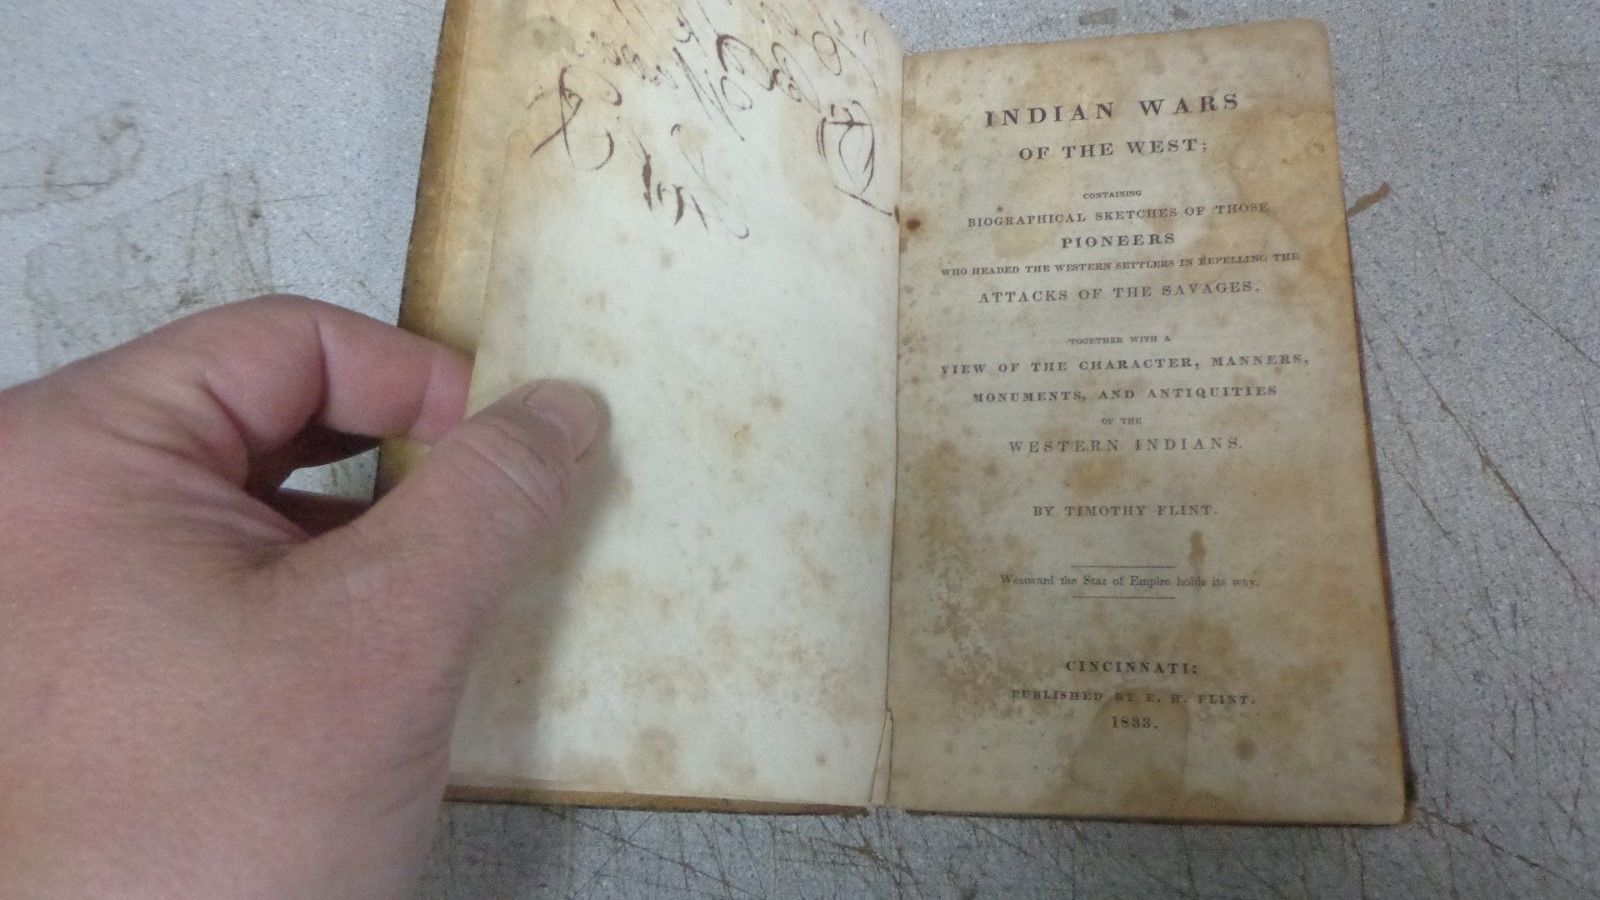 INDIAN WARS
OF THE WEST;
CONTAINING
BIOGRAPHICAL SKETCHES OF THOSE
PIONEERS
WHO HEADED THE WESTERN SETTLERS IN REPELLING THE
ATTACKS OF THE SAVAGES,
TOGETHER WITH A
VIEW OF THE CHARACTER, MANNERS,
MONUMENTS, AND ANTIQUITIES
OF THE
WESTERN INDIANS.
BY TIMOTHY FLINT.
Westward the Star of Empire holds its way.
CINCINNATI:
PUBLISHED BY E. H. FLINT.
1833.